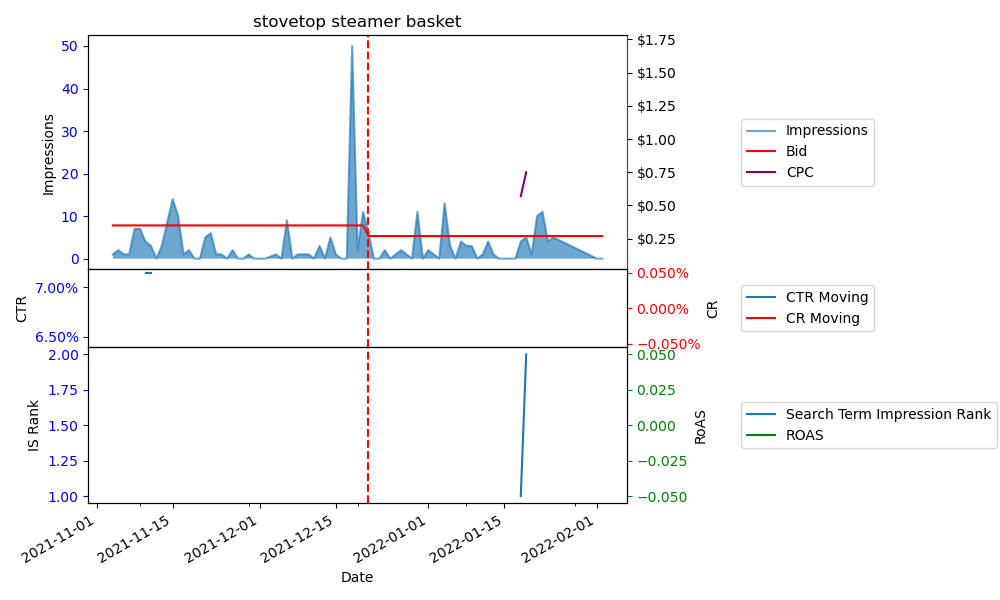 stovetop steamer basket
Impressions
50
40
30
20
10
0
$1.75
$1.50
$1.25
$1.00
$0.75
$0.50
$0.25
Impressions
Bid
CPC
CTR
7.00%
6.50%
0.050%
0.000%
−0.050%
CR
CTR Moving
CR Moving
IS Rank
2.00
1.75
1.50
1.25
1.00
0.050
0.025
0.000
−0.025
−0.050
RoAS
Search Term Impression Rank
ROAS
2021-11-01
2021-11-15
2021-12-01
2021-12-15
2022-01-01
2022-01-15
2022-02-01
Date